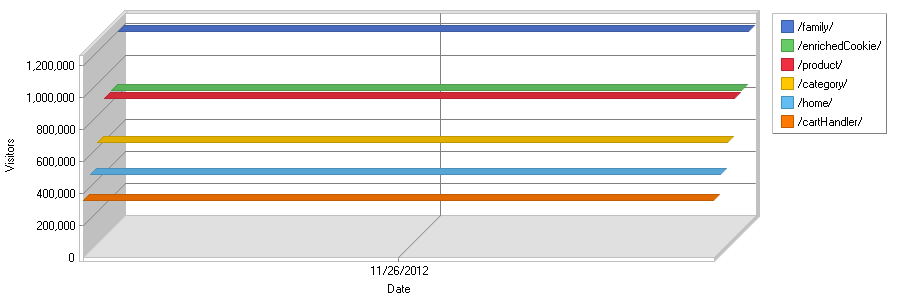 /family/
/enrichedCookie/
/product/
/category/
/home/
/cartHandler/
Visitors
1,200,000
1,000,000
800,000
600,000
400,000
200,000
0
11/26/2012
Date